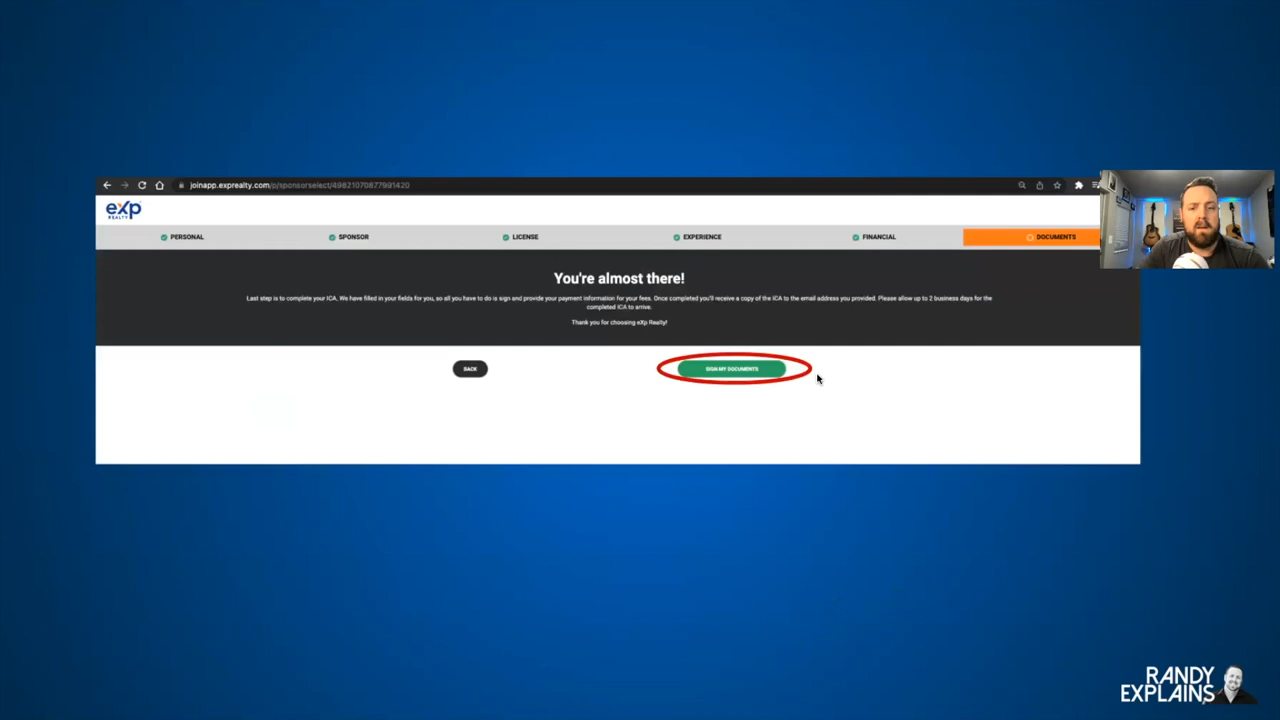 joinapp.exprealty.com/p/sponsorselect/49821070877991420
eXp
REALTY
PERSONAL
SPONSOR
LICENSE
EXPERIENCE
FINANCIAL
DOCUMENTS
You're almost there!
Last step is to complete your ICA. We have filled in your fields for you, so all you have to do is sign and provide your payment information for your fees. Once completed you'll receive a copy of the ICA to the email address you provided. Please allow up to 2 business days for the
completed ICA to arrive.
Thank you for choosing eXp Realty!
BACK
SIGN MY DOCUMENTS
RANDY
EXPLAINS